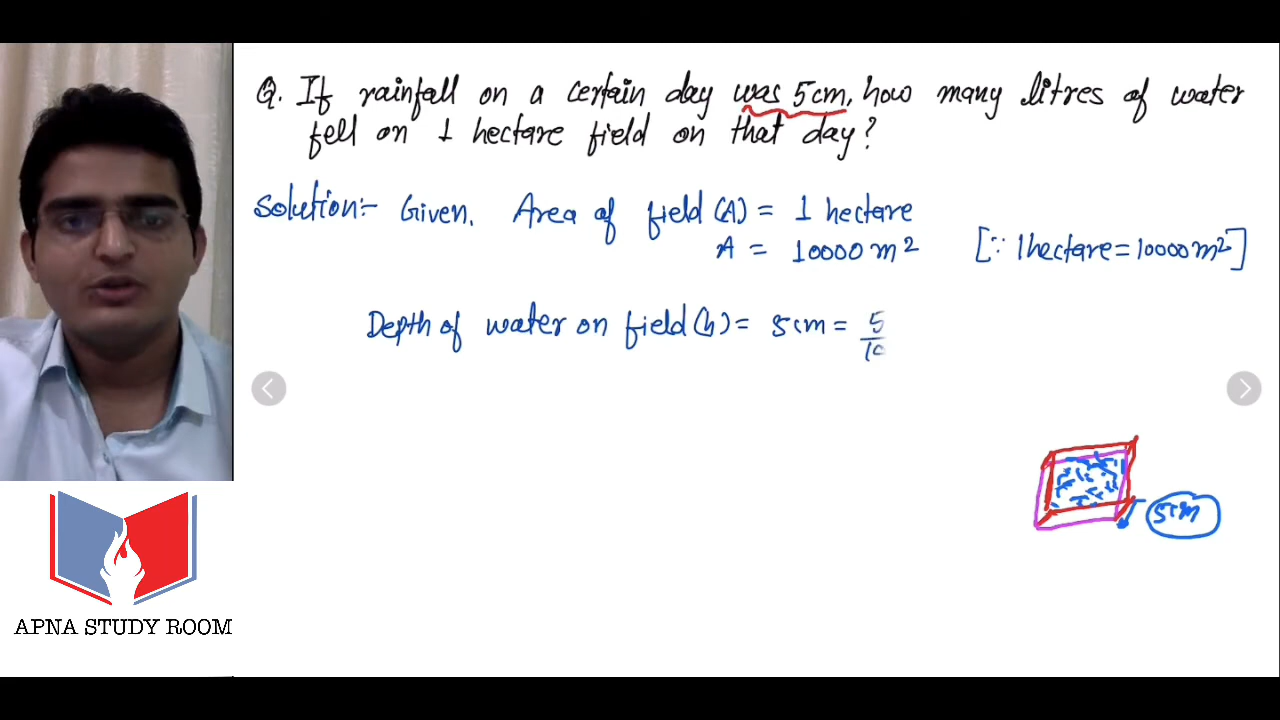 Q. If rainfall on a certain day was 5cm, how many litres of water
fell on 1 hectare field on that day?
Solution:- Given. Area of field (A) = 1 hectare
A = 10000 m² [∵ 1 hectare = 10000 m²]
Depth of water on field (h) = 5cm = 5/10
5cm
APNA STUDY ROOM